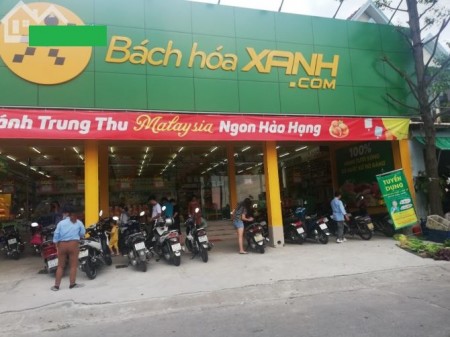 Bách hóa XANH
.COM
ánh Trung Thu Malaysia Ngon Hảo Hạng
100%
TUYỂN
DỤNG